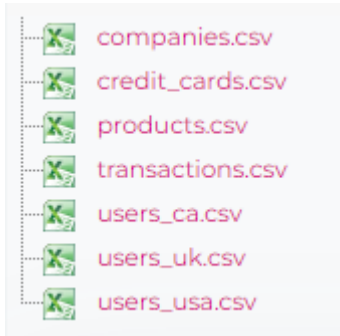 companies.csv
credit_cards.csv
products.csv
transactions.csv
users_ca.csv
users_uk.csv
users_usa.csv